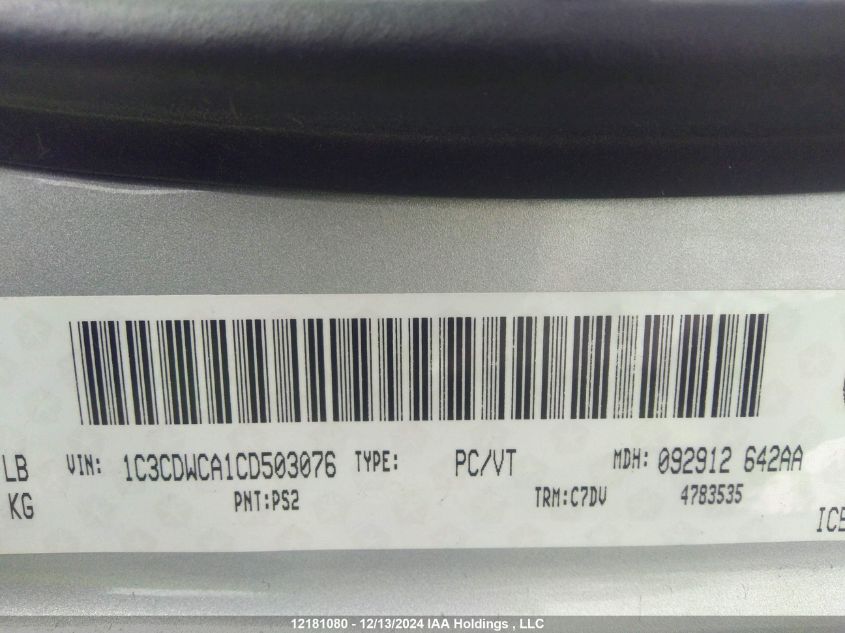 LB VIN: 1C3CDWCA1CD503076 TYPE: PC/VT MDH: 092912 642AA
KG PNT:PS2 TRM:C7DV 4783535
12181080 - 12/13/2024 IAA Holdings , LLC